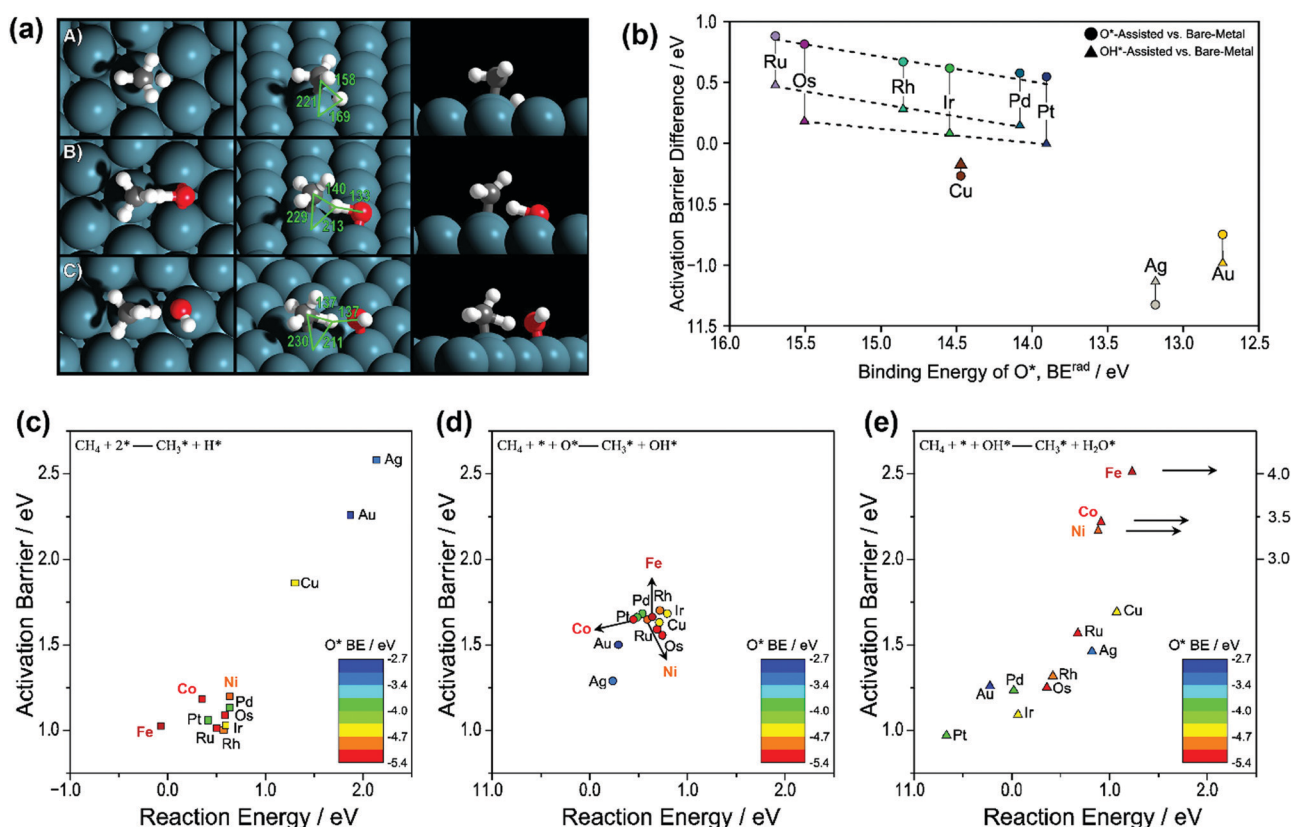 (a)
A)
158
221
169
B)
140
133
229
213
C)
137
137
230
211
(b)
Activation Barrier Difference / eV
1.0
0.5
0.0
10.5
−1.0
11.5
O*-Assisted vs. Bare-Metal
OH*-Assisted vs. Bare-Metal
Ru
Os
Rh
Ir
Pd
Pt
Cu
Ag
Au
16.0 15.5 15.0 14.5 14.0 13.5 13.0 12.5
Binding Energy of O*, BErad / eV
(c)
CH4 + 2* — CH3* + H*
Activation Barrier / eV
2.5
2.0
1.5
1.0
Ag
Au
Cu
Co
Ni
Pd
Pt
Os
Fe
Ir
Ru
Rh
O* BE / eV
-2.7
-3.4
-4.0
-4.7
-5.4
−1.0 0.0 1.0 2.0
Reaction Energy / eV
(d)
CH4 + * + O* — CH3* + OH*
Activation Barrier / eV
2.5
2.0
1.5
1.0
Fe
Pd
Rh
Pt
Ir
Co
Cu
Au
Ru
Os
Ni
Ag
O* BE / eV
-2.7
-3.4
-4.0
-4.7
-5.4
11.0 0.0 1.0 2.0
Reaction Energy / eV
(e)
CH4 + * + OH* — CH3* + H2O*
Activation Barrier / eV
2.5
2.0
1.5
1.0
4.0
3.5
3.0
Fe
Co
Ni
Cu
Ru
Ag
Rh
Pd
Au
Os
Ir
Pt
O* BE / eV
-2.7
-3.4
-4.0
-4.7
-5.4
11.0 0.0 1.0 2.0
Reaction Energy / eV